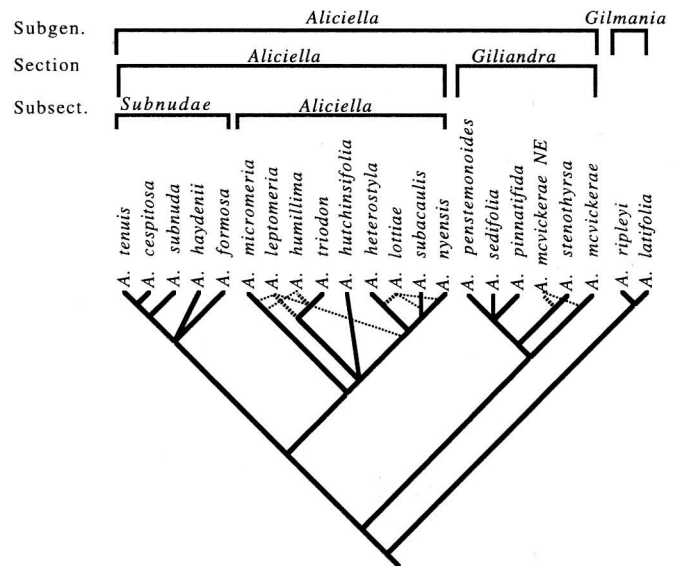 Subgen. Aliciella Gilmania
Section Aliciella Giliandra
Subsect. Subnudae Aliciella
A. tenuis
A. cespitosa
A. subnuda
A. haydenii
A. formosa
A. micromeria
A. leptomeria
A. humillima
A. triodon
A. hutchinsifolia
A. heterostyla
A. lottiae
A. subacaulis
A. nyensis
A. penstemonoides
A. sedifolia
A. pinnatifida
A. mcvickerae NE
A. stenothyrsa
A. mcvickerae
A. ripleyi
A. latifolia